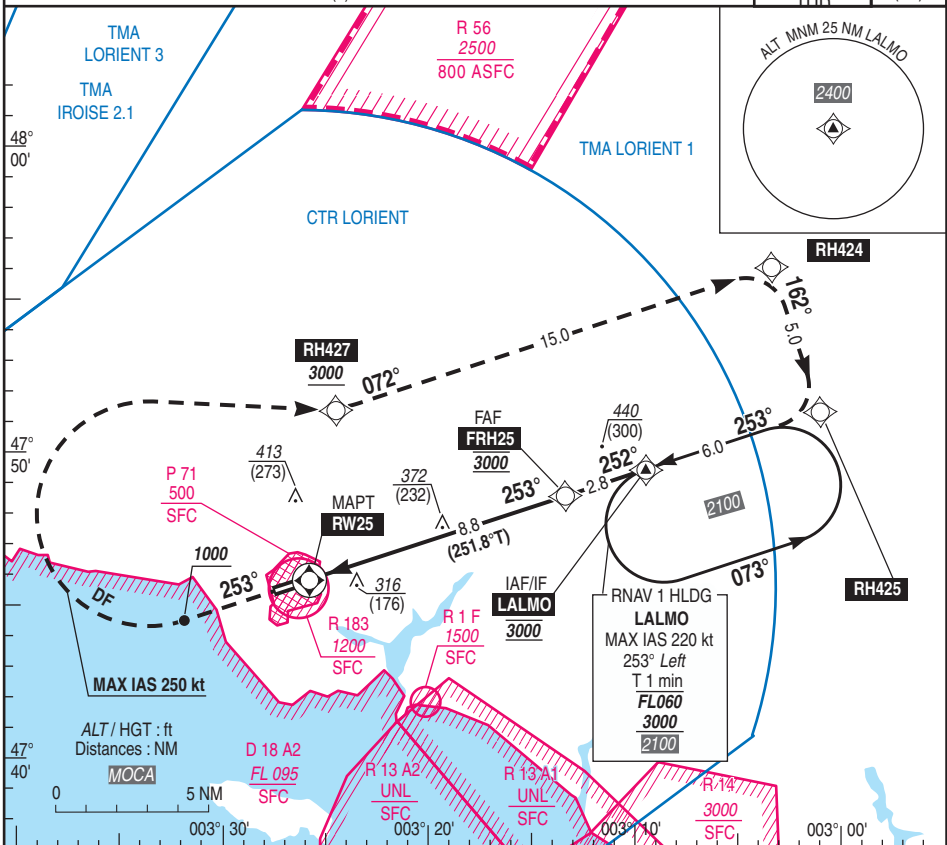 TMA
LORIENT 3
TMA
IROISE 2.1
R 56
2500
800 ASFC
ALT MNM 25 NM LALMO
2400
48°
00'
TMA LORIENT 1
CTR LORIENT
RH424
162°
5.0
15.0
RH427
3000
072°
FAF
FRH25
3000
440
(300)
253°
6.0
47°
50'
413
(273)
372
(232)
252°
2.8
253°
P 71
500
SFC
MAPT
RW25
8.8
(251.8°T)
2100
1000
253°
316
(176)
IAF/IF
LALMO
3000
073°
RH425
DF
R 183
1200
SFC
R 1 F
1500
SFC
RNAV 1 HLDG
LALMO
MAX IAS 220 kt
253° Left
T 1 min
FL060
3000
2100
MAX IAS 250 kt
ALT / HGT : ft
Distances : NM
MOCA
0 5 NM
47°
40'
D 18 A2
FL 095
SFC
R 13 A2
UNL
SFC
R 13 A1
UNL
SFC
R 14
3000
SFC
003° 30'
003° 20'
003° 10'
003° 00'